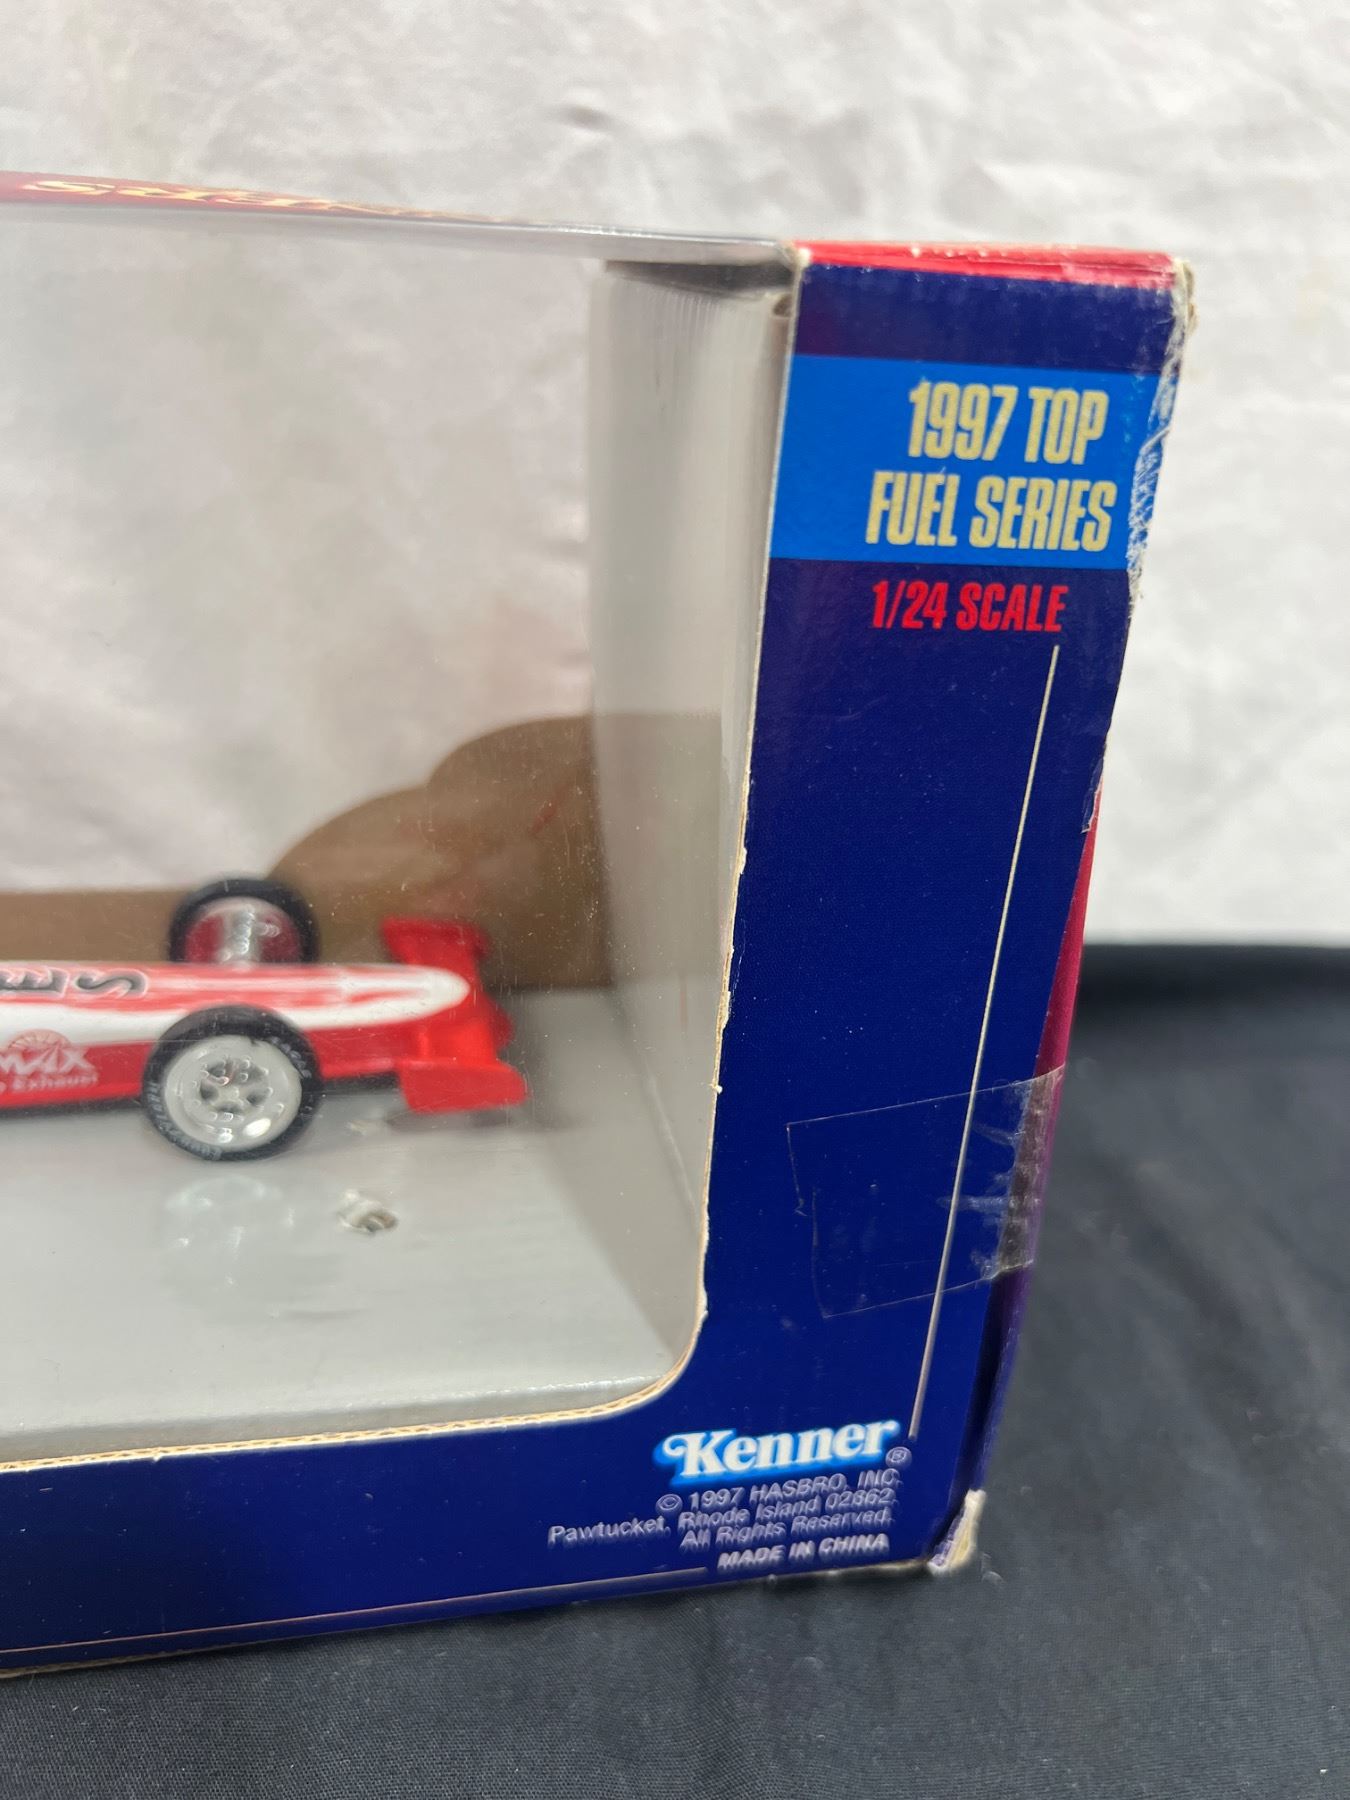 1997 TOP
FUEL SERIES
1/24 SCALE
Kenner®
© 1997 HASBRO, INC.
Pawtucket, Rhode Island 02862.
All Rights Reserved.
MADE IN CHINA
Exhaust